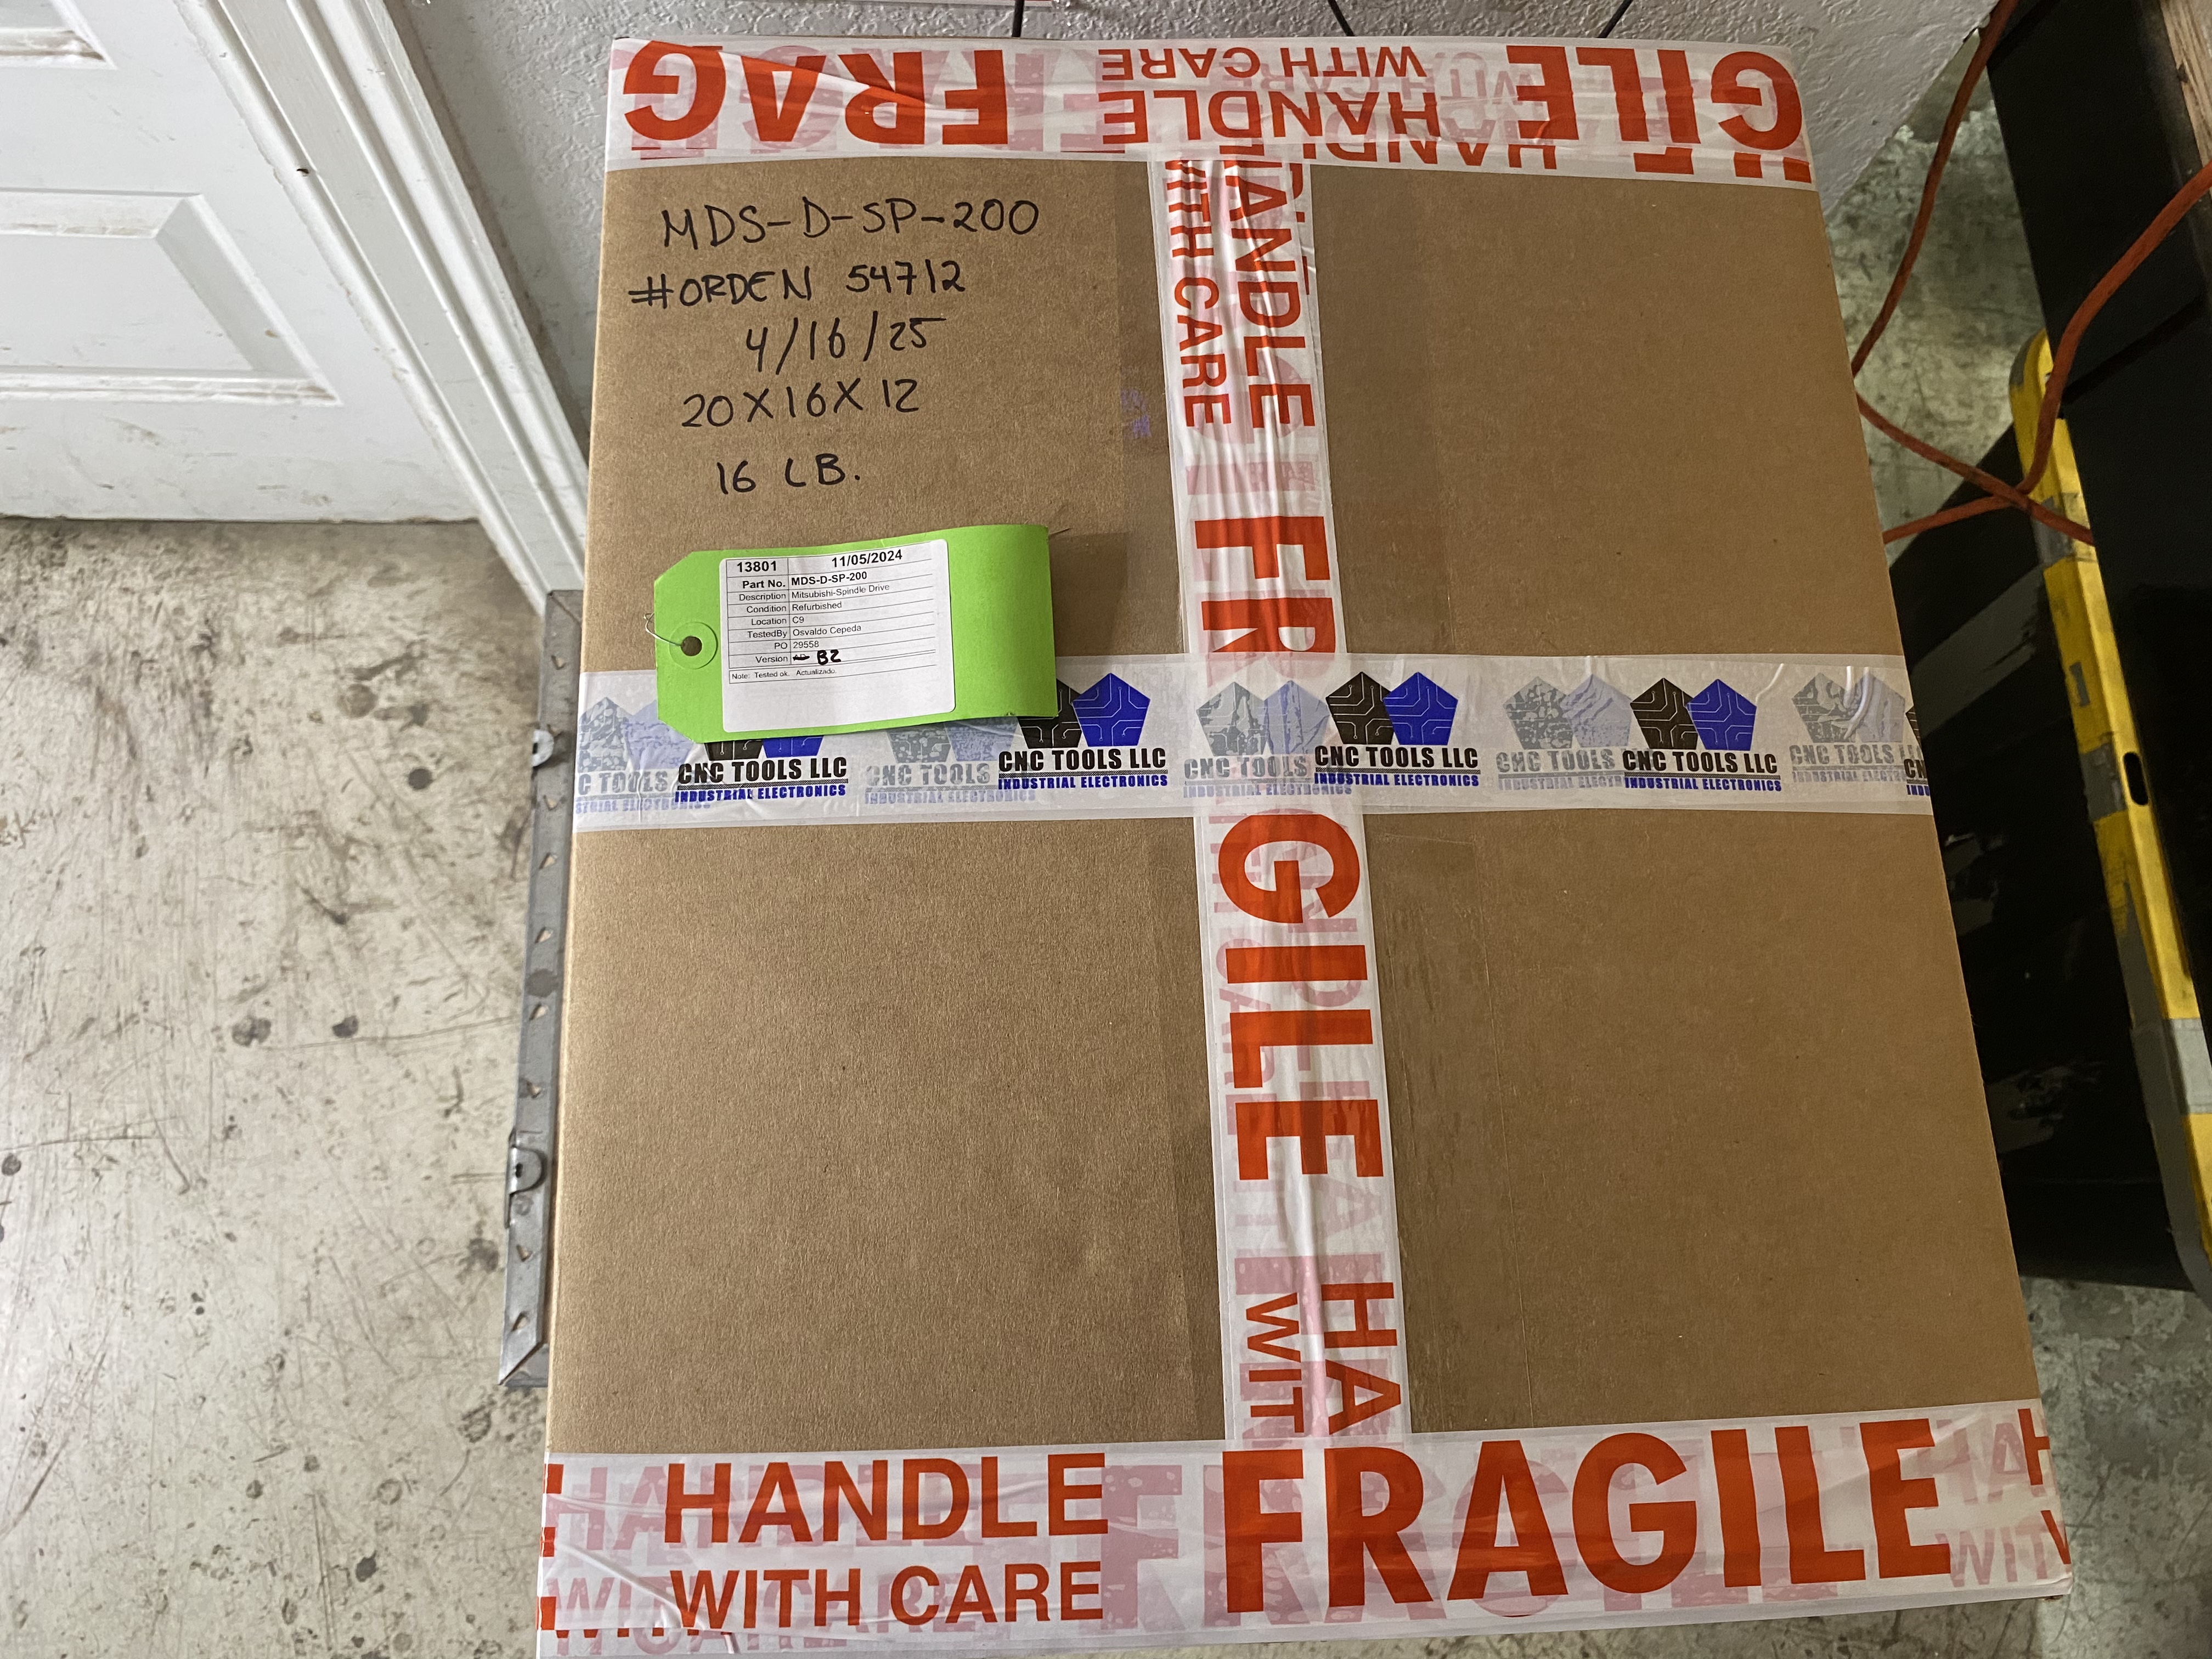 FRAGILE
HANDLE
WITH CARE
MDS-D-SP-200
#ORDEN 54712
4/16/25
20X16X12
16 LB.
HANDLE
WITH CARE
FRAGILE
13801 11/05/2024
Part No. MDS-D-SP-200
Description Mitsubishi-Spindle Drive
Condition Refurbished
Location C9
TestedBy Osvaldo Cepeda
PO 29558
Version B2
Note: Tested ok. Actualizado.
CNC TOOLS LLC
INDUSTRIAL ELECTRONICS
CNC TOOLS LLC
INDUSTRIAL ELECTRONICS
CNC TOOLS LLC
INDUSTRIAL ELECTRONICS
CNC TOOLS LLC
INDUSTRIAL ELECTRONICS
HA
WIT
HANDLE
WITH CARE
FRAGILE